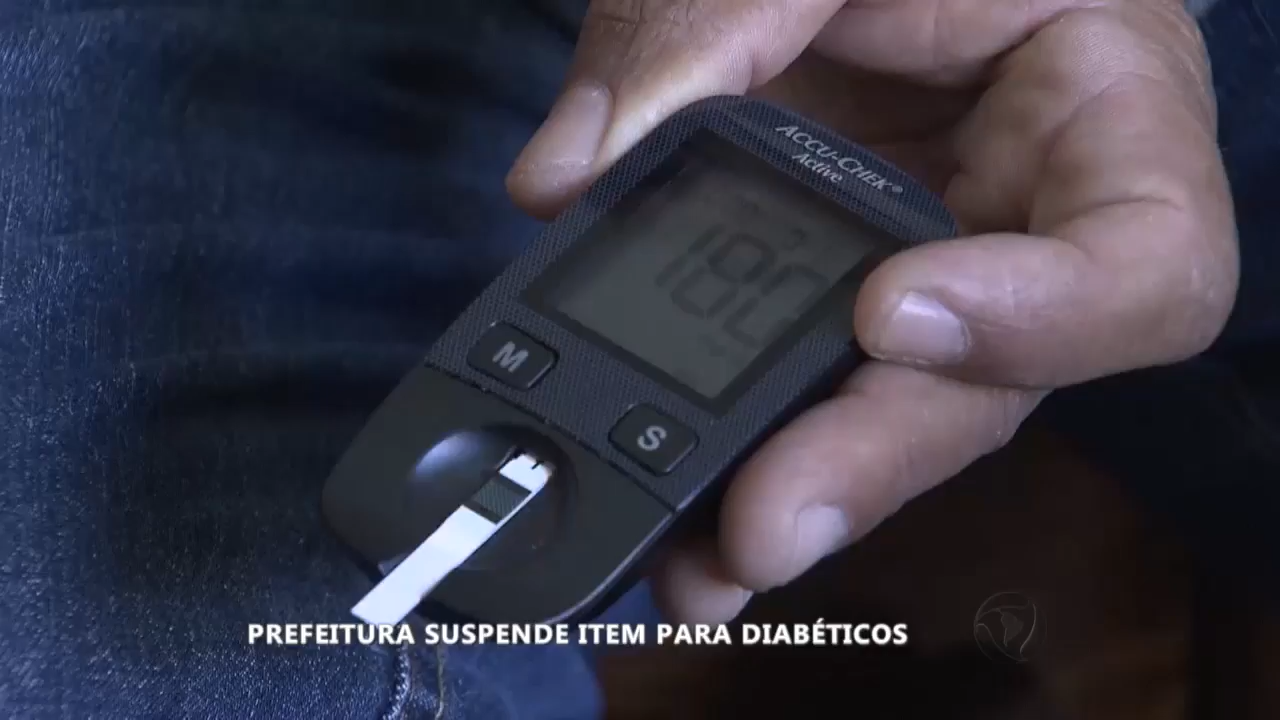 ACCU-CHEK®
Active
180
M
S
PREFEITURA SUSPENDE ITEM PARA DIABÉTICOS